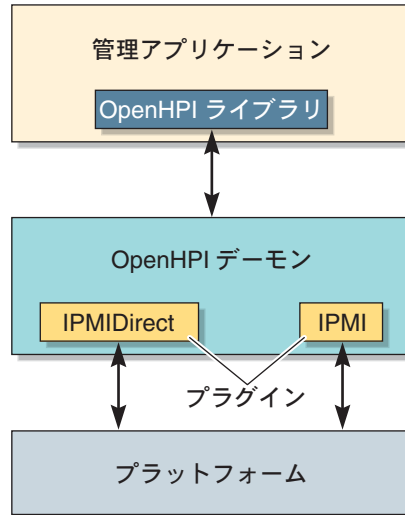 管理アプリケーション
OpenHPI ライブラリ
OpenHPI デーモン
IPMIDirect
IPMI
プラグイン
プラットフォーム